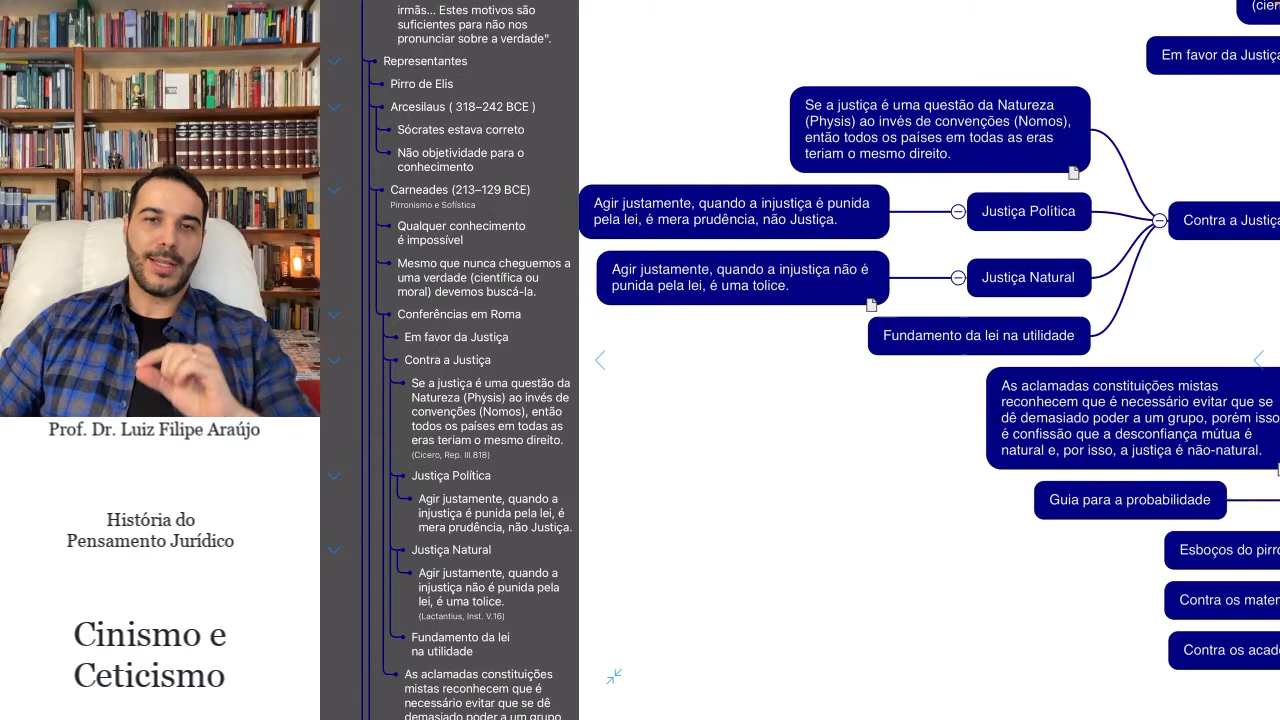 Prof. Dr. Luiz Filipe Araújo
História do
Pensamento Jurídico
Cinismo e
Ceticismo
irmãs... Estes motivos são
suficientes para não nos
pronunciar sobre a verdade".
Representantes
Pirro de Elis
Arcesilaus ( 318–242 BCE )
Sócrates estava correto
Não objetividade para o
conhecimento
Carneades (213–129 BCE)
Pirronismo e Sofística
Qualquer conhecimento
é impossível
Mesmo que nunca cheguemos a
uma verdade (científica ou
moral) devemos buscá-la.
Conferências em Roma
Em favor da Justiça
Contra a Justiça
Se a justiça é uma questão da
Natureza (Physis) ao invés de
convenções (Nomos), então
todos os países em todas as
eras teriam o mesmo direito.
(Cicero, Rep. III.818)
Justiça Política
Agir justamente, quando a
injustiça é punida pela lei, é
mera prudência, não Justiça.
Justiça Natural
Agir justamente, quando a
injustiça não é punida pela
lei, é uma tolice.
(Lactantius, Inst. V.16)
Fundamento da lei
na utilidade
As aclamadas constituições
mistas reconhecem que é
necessário evitar que se dê
demasiado poder a um grupo,
(cien
Em favor da Justiça
Se a justiça é uma questão da Natureza
(Physis) ao invés de convenções (Nomos),
então todos os países em todas as eras
teriam o mesmo direito.
Agir justamente, quando a injustiça é punida
pela lei, é mera prudência, não Justiça.
Justiça Política
Contra a Justiça
Agir justamente, quando a injustiça não é
punida pela lei, é uma tolice.
Justiça Natural
Fundamento da lei na utilidade
As aclamadas constituições mistas
reconhecem que é necessário evitar que se
dê demasiado poder a um grupo, porém isso
é confissão que a desconfiança mútua é
natural e, por isso, a justiça é não-natural.
Guia para a probabilidade
Esboços do pirro
Contra os mater
Contra os acadê